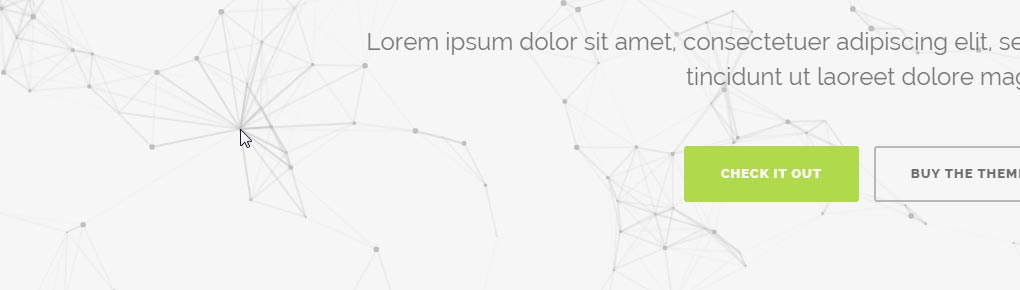 Lorem ipsum dolor sit amet, consectetuer adipiscing elit, se
tincidunt ut laoreet dolore mag
CHECK IT OUT
BUY THE THEM